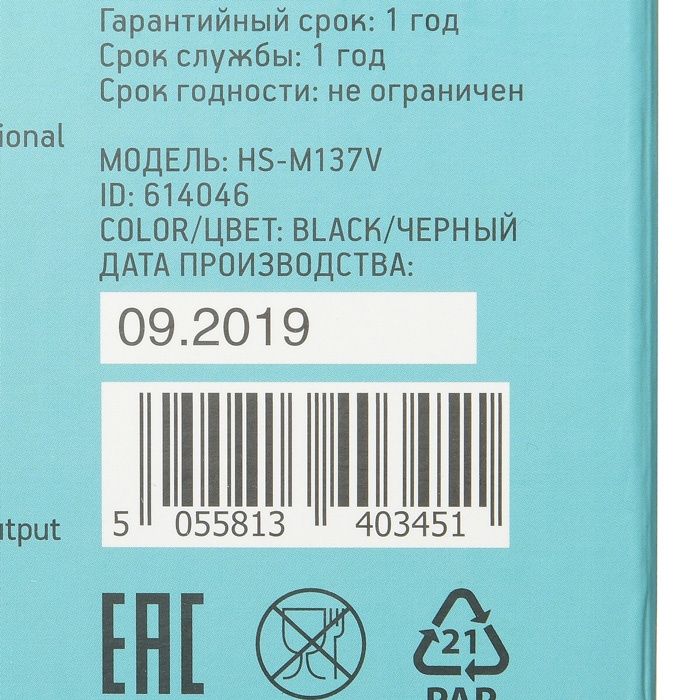 Гарантийный срок: 1 год
Срок службы: 1 год
Срок годности: не ограничен
ional
МОДЕЛЬ: HS-M137V
ID: 614046
COLOR/ЦВЕТ: BLACK/ЧЕРНЫЙ
ДАТА ПРОИЗВОДСТВА:
09.2019
5 055813 403451
utput
EAC
21
PAP